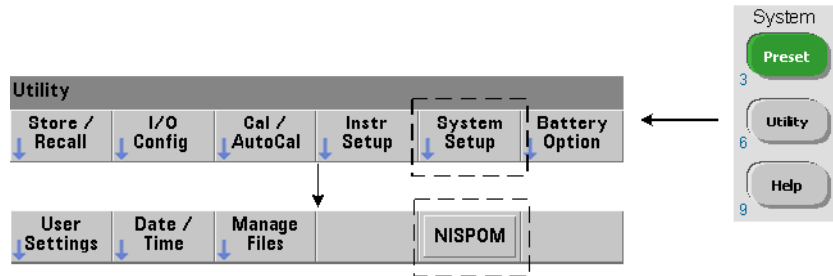 System
Preset
3
Utility
6
Help
9
Utility
Store / Recall
I/O Config
Cal / AutoCal
Instr Setup
System Setup
Battery Option
User Settings
Date / Time
Manage Files
NISPOM